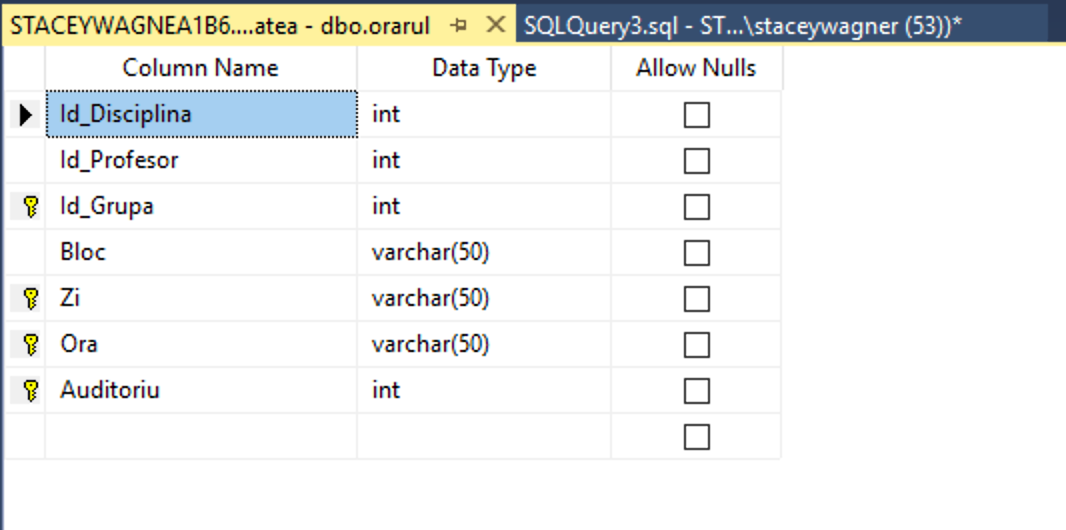 STACEYWAGNEA1B6....atea - dbo.orarul SQLQuery3.sql - ST...\staceywagner (53))*
Column Name Data Type Allow Nulls
Id_Disciplina int
Id_Profesor int
Id_Grupa int
Bloc varchar(50)
Zi varchar(50)
Ora varchar(50)
Auditoriu int